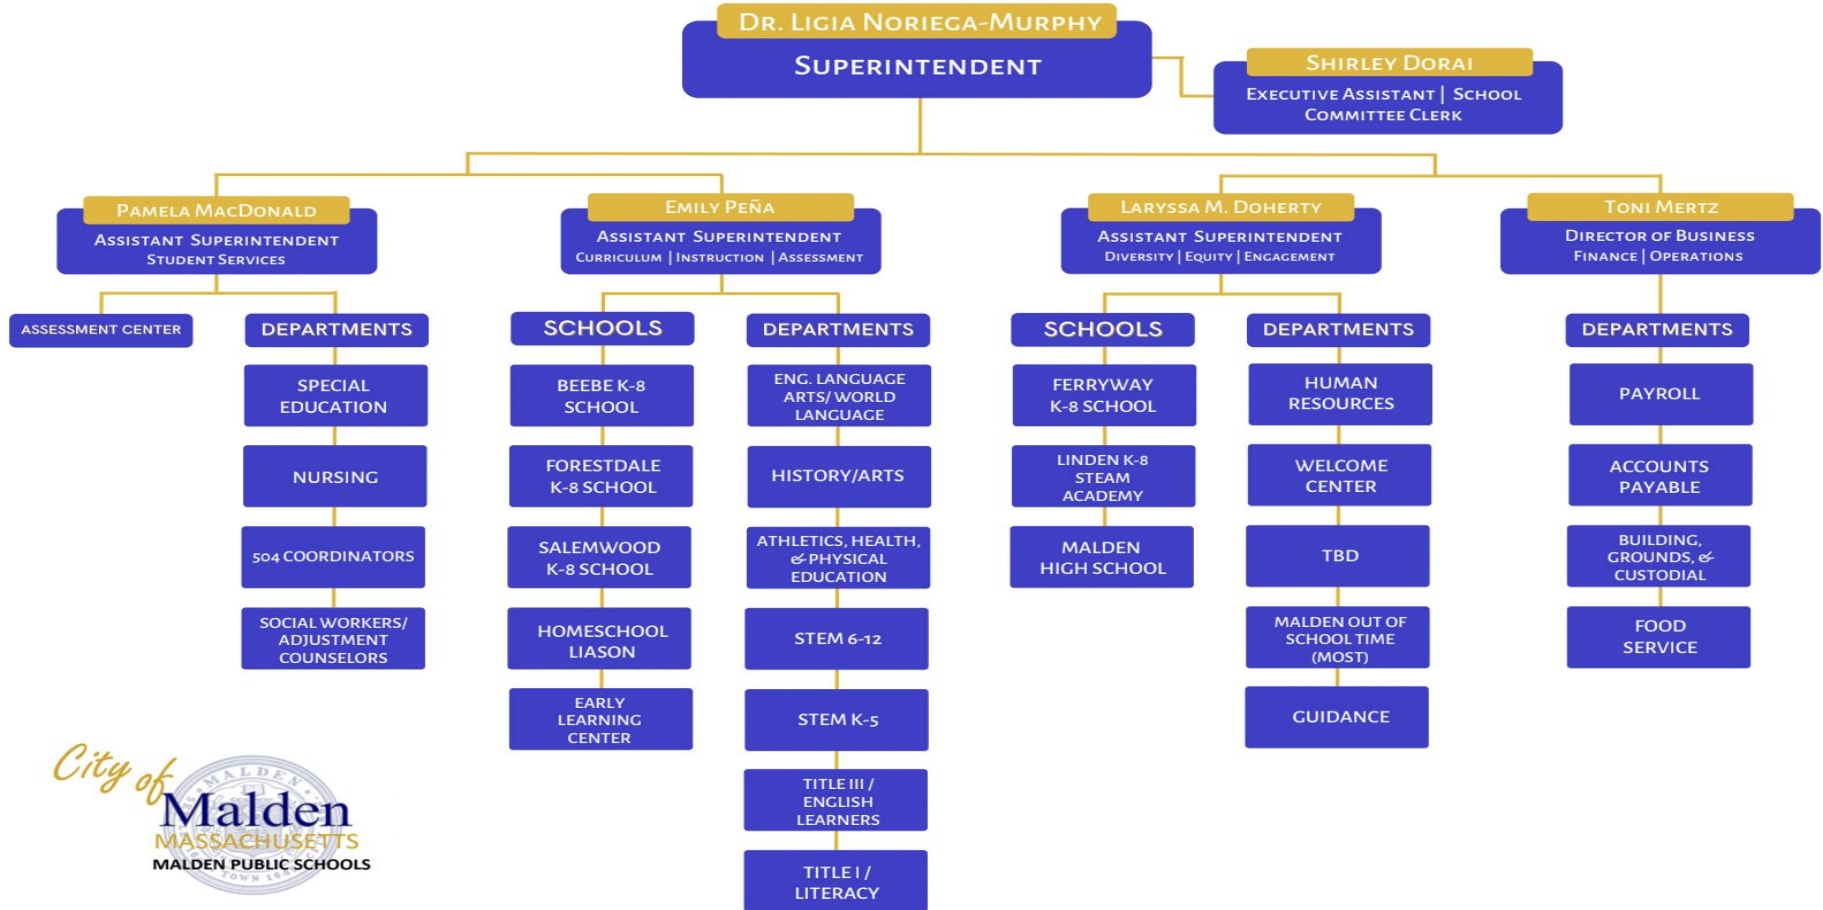 DR. LIGIA NORIEGA-MURPHY
SUPERINTENDENT
SHIRLEY DORAI
EXECUTIVE ASSISTANT | SCHOOL
COMMITTEE CLERK
PAMELA MACDONALD
ASSISTANT SUPERINTENDENT
STUDENT SERVICES
ASSESSMENT CENTER
DEPARTMENTS
SPECIAL
EDUCATION
NURSING
504 COORDINATORS
SOCIAL WORKERS/
ADJUSTMENT
COUNSELORS
EMILY PEÑA
ASSISTANT SUPERINTENDENT
CURRICULUM | INSTRUCTION | ASSESSMENT
SCHOOLS
BEEBE K-8
SCHOOL
FORESTDALE
K-8 SCHOOL
SALEMWOOD
K-8 SCHOOL
HOMESCHOOL
LIASON
EARLY
LEARNING
CENTER
DEPARTMENTS
ENG. LANGUAGE
ARTS/ WORLD
LANGUAGE
HISTORY/ARTS
ATHLETICS, HEALTH,
& PHYSICAL
EDUCATION
STEM 6-12
STEM K-5
TITLE III /
ENGLISH
LEARNERS
TITLE I /
LITERACY
LARYSSA M. DOHERTY
ASSISTANT SUPERINTENDENT
DIVERSITY | EQUITY | ENGAGEMENT
SCHOOLS
FERRYWAY
K-8 SCHOOL
LINDEN K-8
STEAM
ACADEMY
MALDEN
HIGH SCHOOL
DEPARTMENTS
HUMAN
RESOURCES
WELCOME
CENTER
TBD
MALDEN OUT OF
SCHOOL TIME
(MOST)
GUIDANCE
TONI MERTZ
DIRECTOR OF BUSINESS
FINANCE | OPERATIONS
DEPARTMENTS
PAYROLL
ACCOUNTS
PAYABLE
BUILDING,
GROUNDS, &
CUSTODIAL
FOOD
SERVICE
City of
Malden
MASSACHUSETTS
MALDEN PUBLIC SCHOOLS
MALDEN